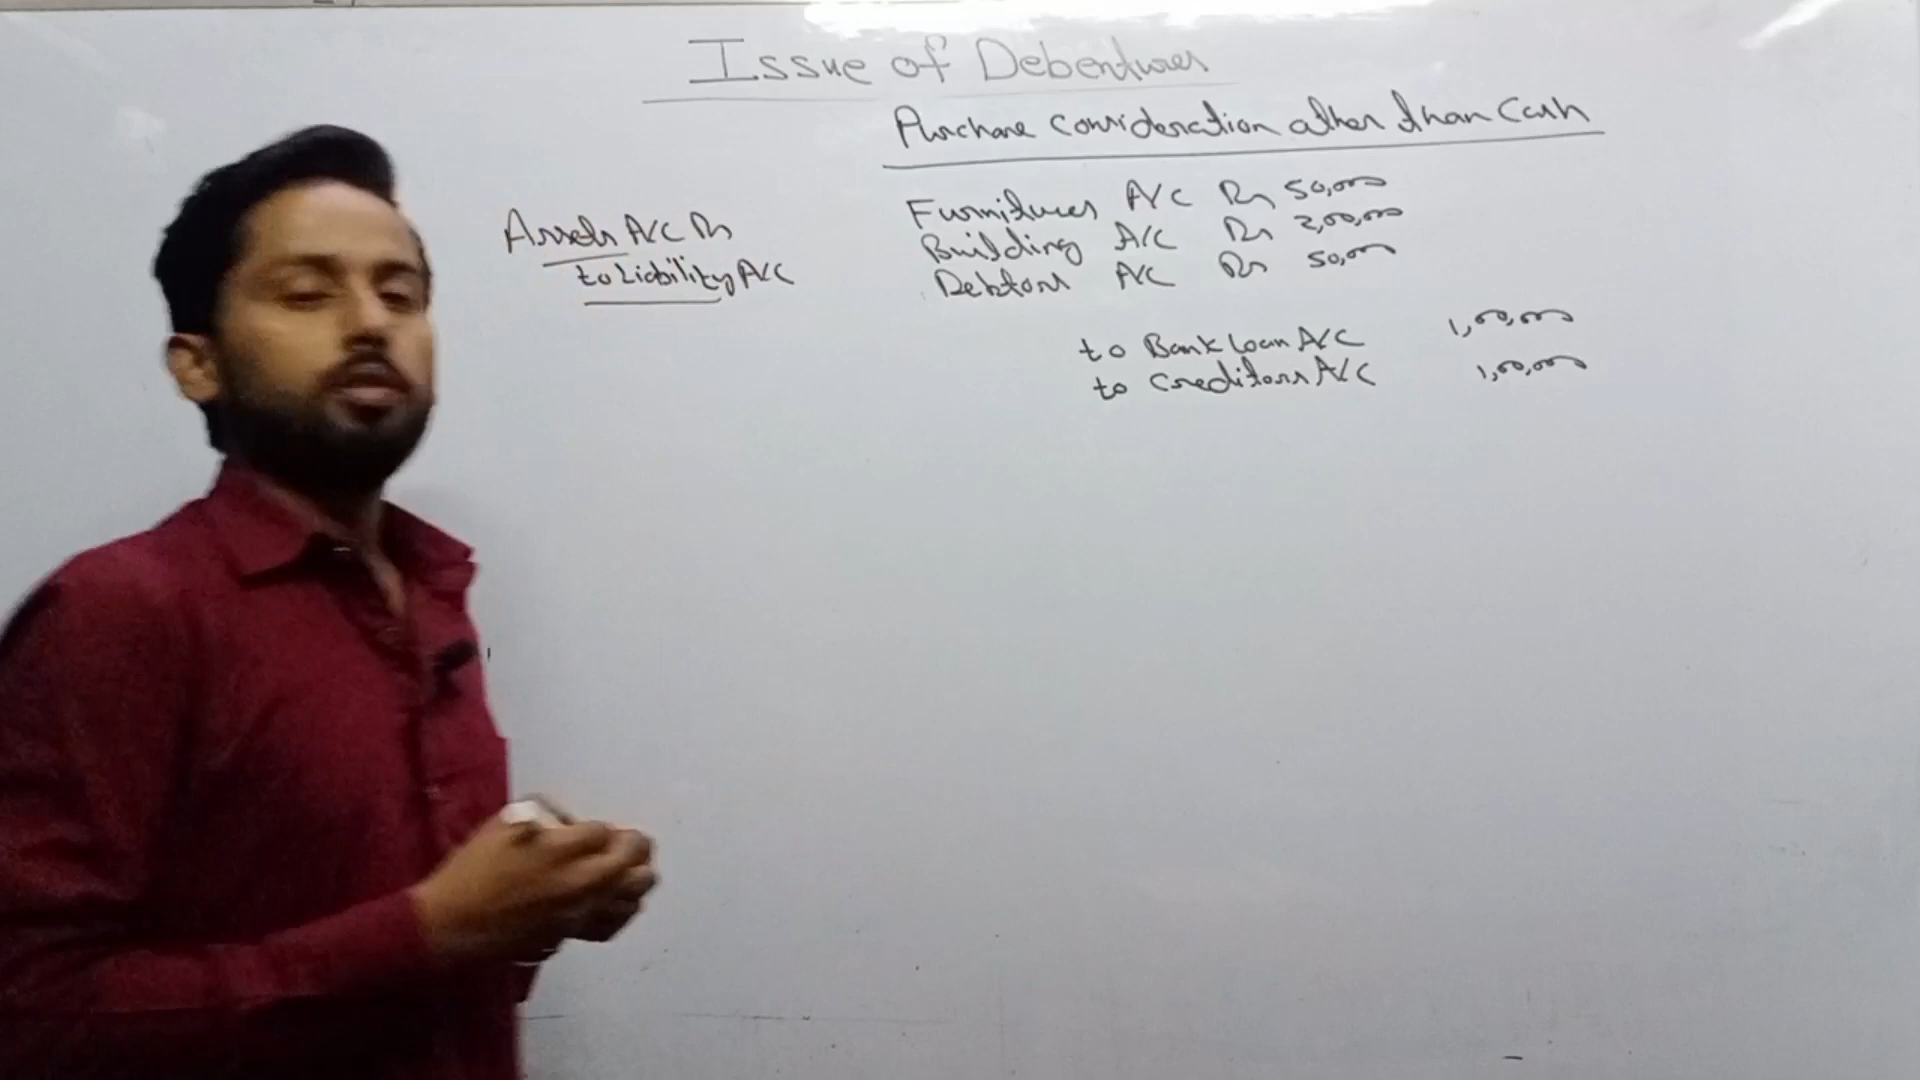 Issue of Debentures
Purchase consideration other than Cash
Assets A/C Dr
to Liability A/C
Furnitures A/C Dr 50,000
Building A/C Dr 2,00,000
Debtors A/C Dr 50,000
to Bank Loan A/C 1,00,000
to Creditors A/C 1,00,000